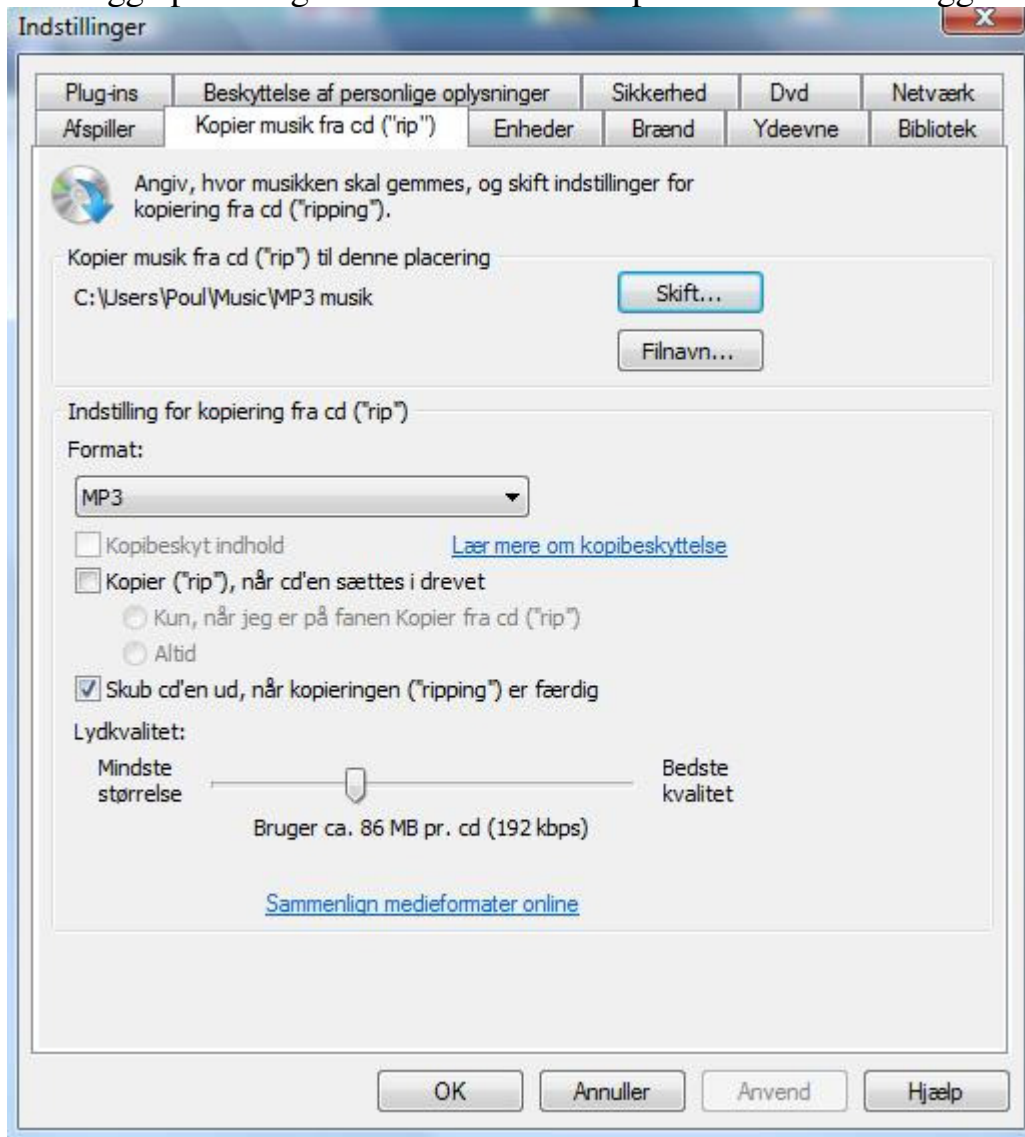 Indstillinger
Plug-ins Beskyttelse af personlige oplysninger Sikkerhed Dvd Netværk
Afspiller Kopier musik fra cd ("rip") Enheder Brænd Ydeevne Bibliotek
Angiv, hvor musikken skal gemmes, og skift indstillinger for
kopiering fra cd ("ripping").
Kopier musik fra cd ("rip") til denne placering
C:\Users\Poul\Music\MP3 musik Skift...
Filnavn...
Indstilling for kopiering fra cd ("rip")
Format:
MP3
Kopibeskyt indhold Lær mere om kopibeskyttelse
Kopier ("rip"), når cd'en sættes i drevet
Kun, når jeg er på fanen Kopier fra cd ("rip")
Altid
Skub cd'en ud, når kopieringen ("ripping") er færdig
Lydkvalitet:
Mindste Bedste
størrelse kvalitet
Bruger ca. 86 MB pr. cd (192 kbps)
Sammenlign medieformater online
OK Annuller Anvend Hjælp